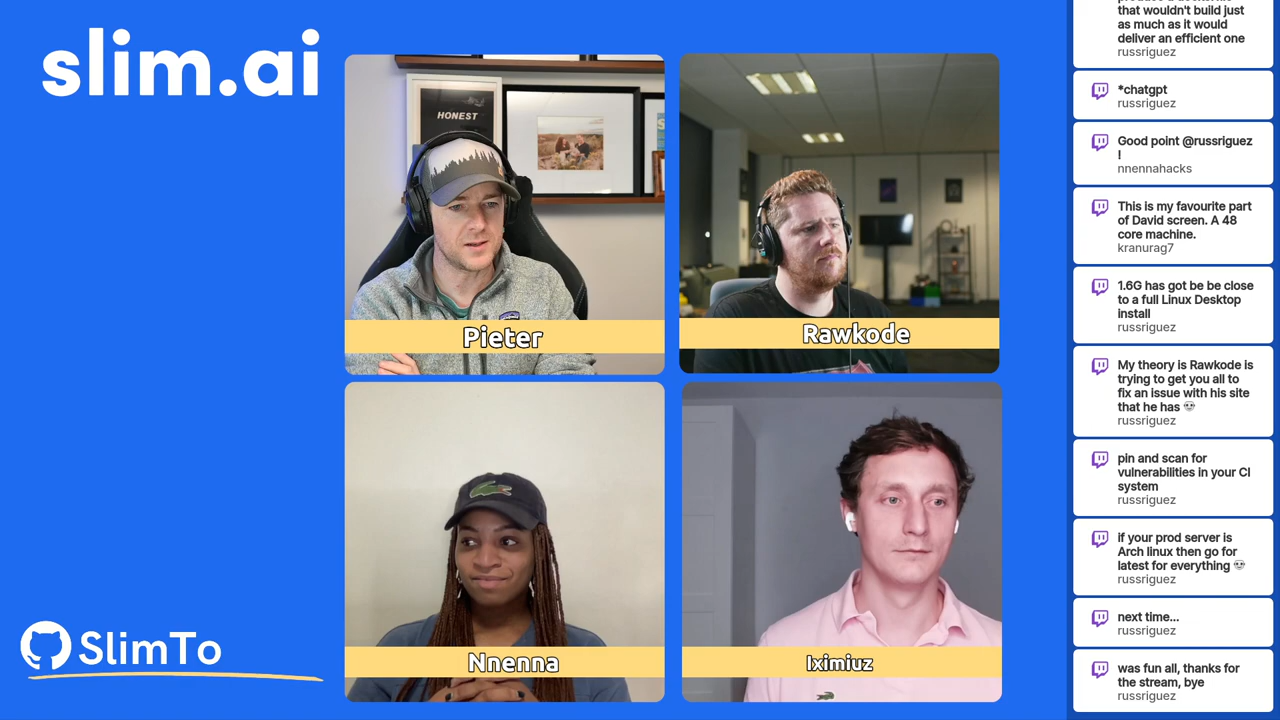 slim.ai
HONEST
Pieter
Rawkode
Nnenna
Iximiuz
SlimTo
that wouldn't build just
as much as it would
deliver an efficient one
russriguez
*chatgpt
russriguez
Good point @russriguez
!
nnennahacks
This is my favourite part
of David screen. A 48
core machine.
kranurag7
1.6G has got be be close
to a full Linux Desktop
install
russriguez
My theory is Rawkode is
trying to get you all to
fix an issue with his site
that he has 💀
russriguez
pin and scan for
vulnerabilities in your CI
system
russriguez
if your prod server is
Arch linux then go for
latest for everything 💀
russriguez
next time...
russriguez
was fun all, thanks for
the stream, bye
russriguez